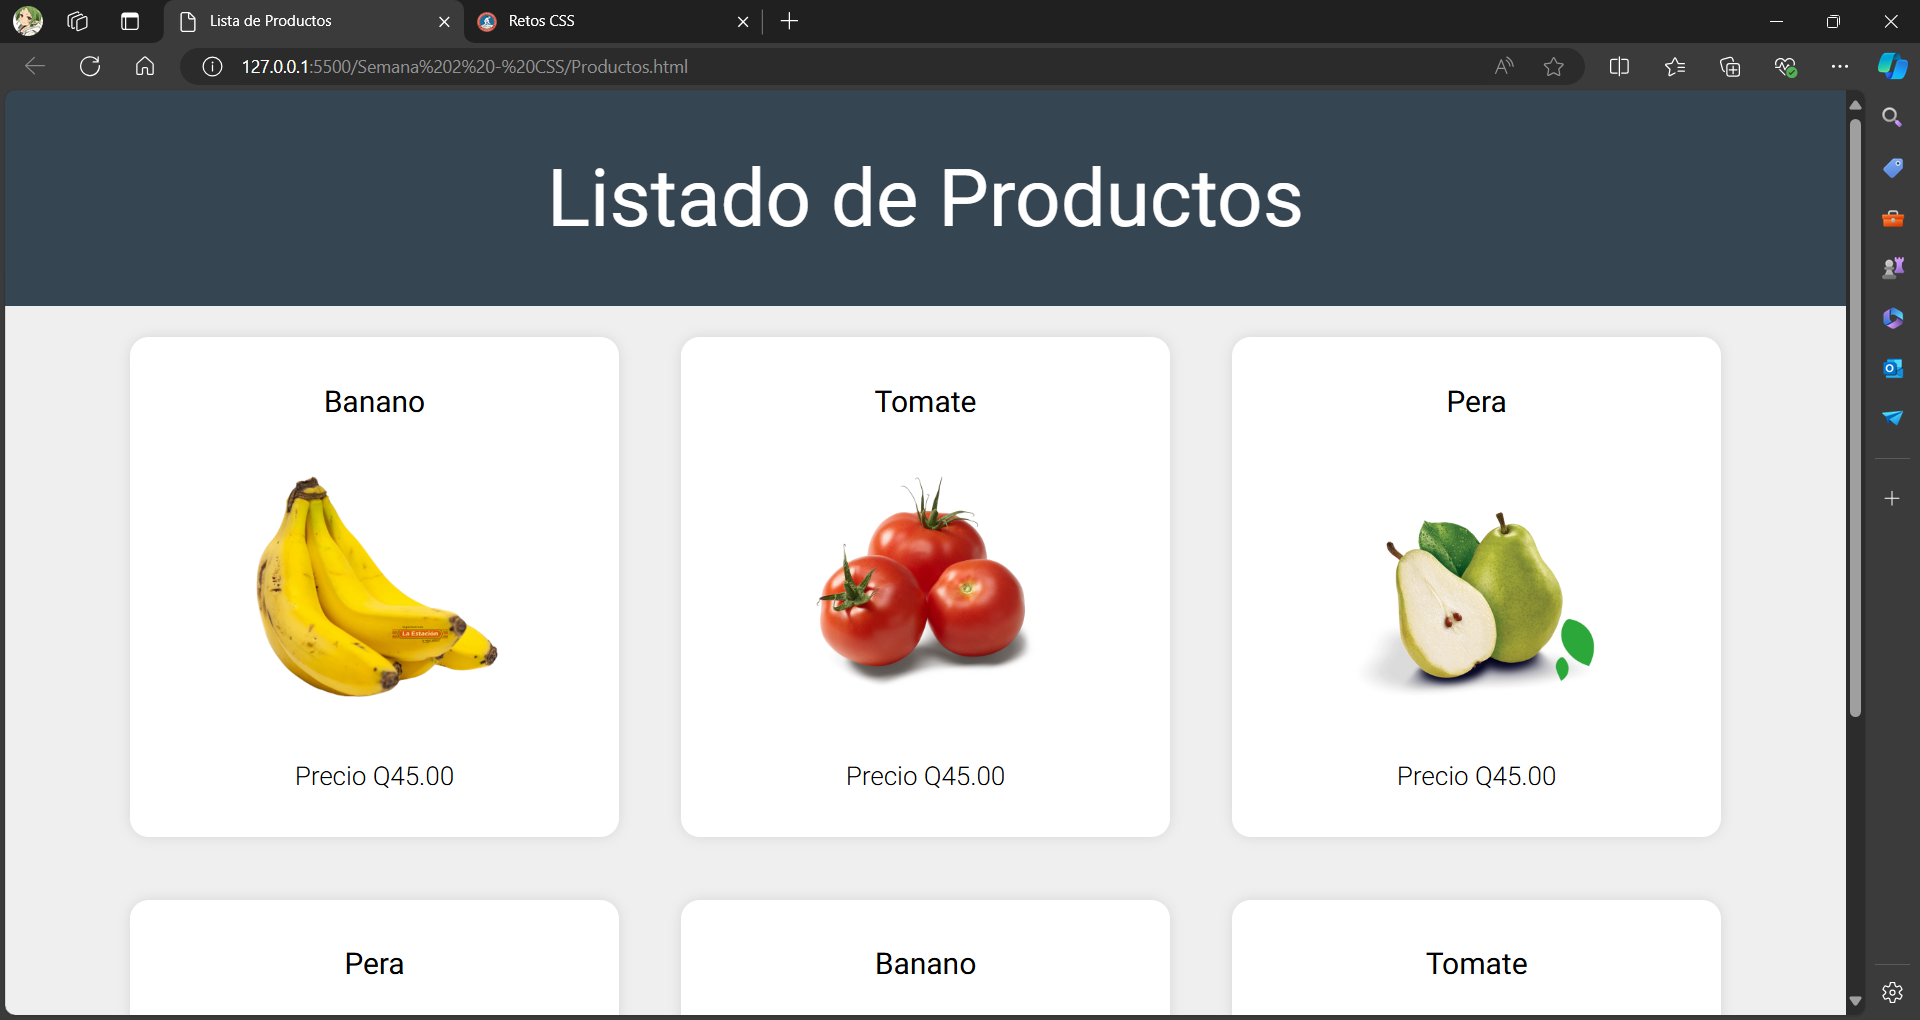 Lista de Productos
Retos CSS
127.0.0.1:5500/Semana%202%20-%20CSS/Productos.html
Listado de Productos
Banano
Tomate
Pera
La Estación
Precio Q45.00
Precio Q45.00
Precio Q45.00
Pera
Banano
Tomate